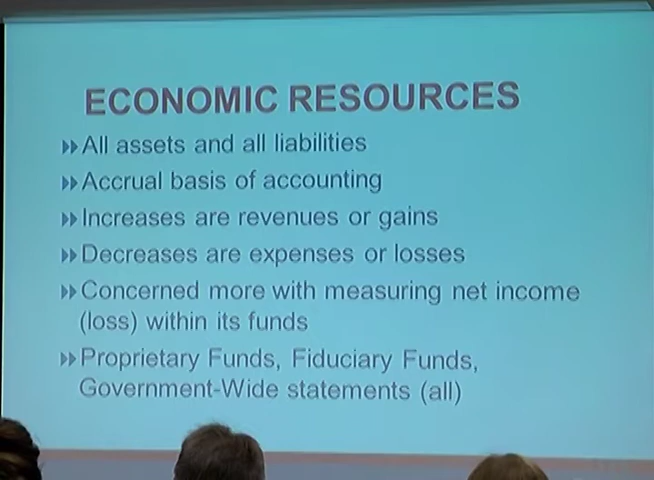 ECONOMIC RESOURCES
All assets and all liabilities
Accrual basis of accounting
Increases are revenues or gains
Decreases are expenses or losses
Concerned more with measuring net income
(loss) within its funds
Proprietary Funds, Fiduciary Funds,
Government-Wide statements (all)